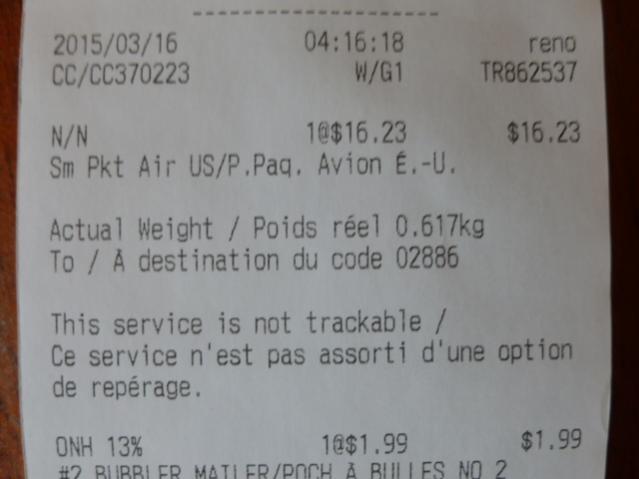 2015/03/16 04:16:18 reno
CC/CC370223 W/G1 TR862537
N/N 1@$16.23 $16.23
Sm Pkt Air US/P.Paq. Avion É.-U.
Actual Weight / Poids réel 0.617kg
To / À destination du code 02886
This service is not trackable /
Ce service n'est pas assorti d'une option
de repérage.
ONH 13% 1@$1.99 $1.99
#2 BUBBLER MAILER/POCH À BULLES NO 2